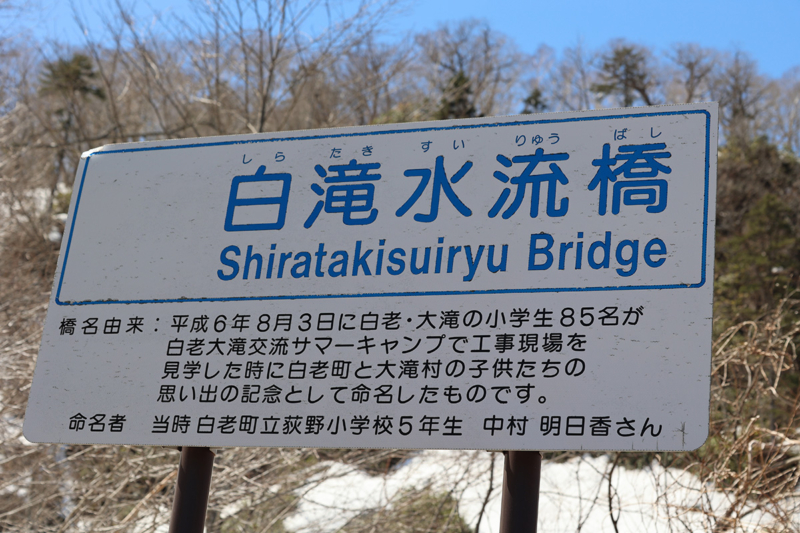 しら たき すい りゅう ばし
白滝水流橋
Shiratakisuiryu Bridge
橋名由来：平成6年8月3日に白老・大滝の小学生85名が
白老大滝交流サマーキャンプで工事現場を
見学した時に白老町と大滝村の子供たちの
思い出の記念として命名したものです。
命名者 当時 白老町立萩野小学校5年生 中村 明日香さん